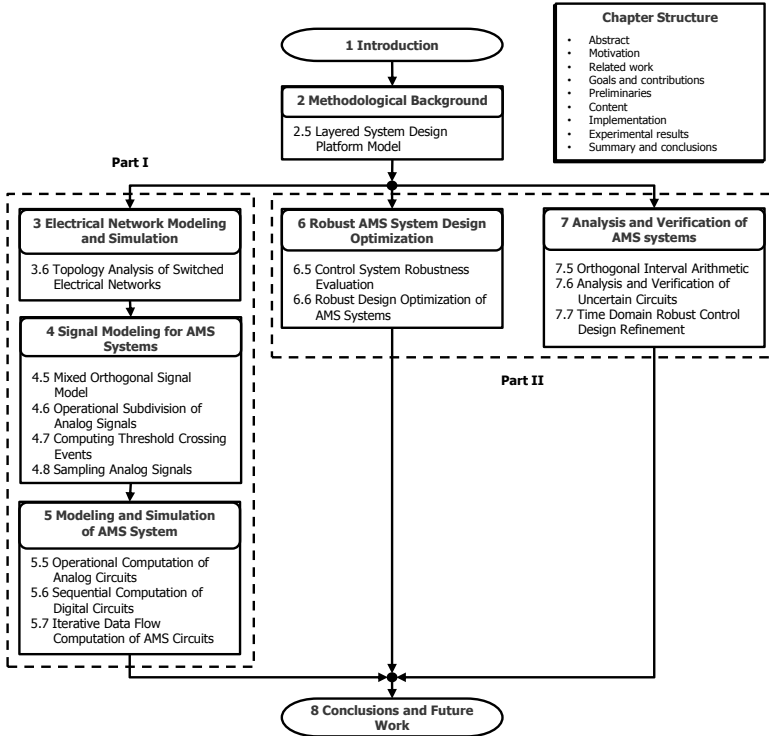 Chapter Structure
• Abstract
• Motivation
• Related work
• Goals and contributions
• Preliminaries
• Content
• Implementation
• Experimental results
• Summary and conclusions
1 Introduction
2 Methodological Background
2.5 Layered System Design
Platform Model
Part I
3 Electrical Network Modeling
and Simulation
3.6 Topology Analysis of Switched
Electrical Networks
4 Signal Modeling for AMS
Systems
4.5 Mixed Orthogonal Signal
Model
4.6 Operational Subdivision of
Analog Signals
4.7 Computing Threshold Crossing
Events
4.8 Sampling Analog Signals
5 Modeling and Simulation
of AMS System
5.5 Operational Computation of
Analog Circuits
5.6 Sequential Computation of
Digital Circuits
5.7 Iterative Data Flow
Computation of AMS Circuits
6 Robust AMS System Design
Optimization
6.5 Control System Robustness
Evaluation
6.6 Robust Design Optimization of
AMS Systems
7 Analysis and Verification of
AMS systems
7.5 Orthogonal Interval Arithmetic
7.6 Analysis and Verification of
Uncertain Circuits
7.7 Time Domain Robust Control
Design Refinement
Part II
8 Conclusions and Future
Work